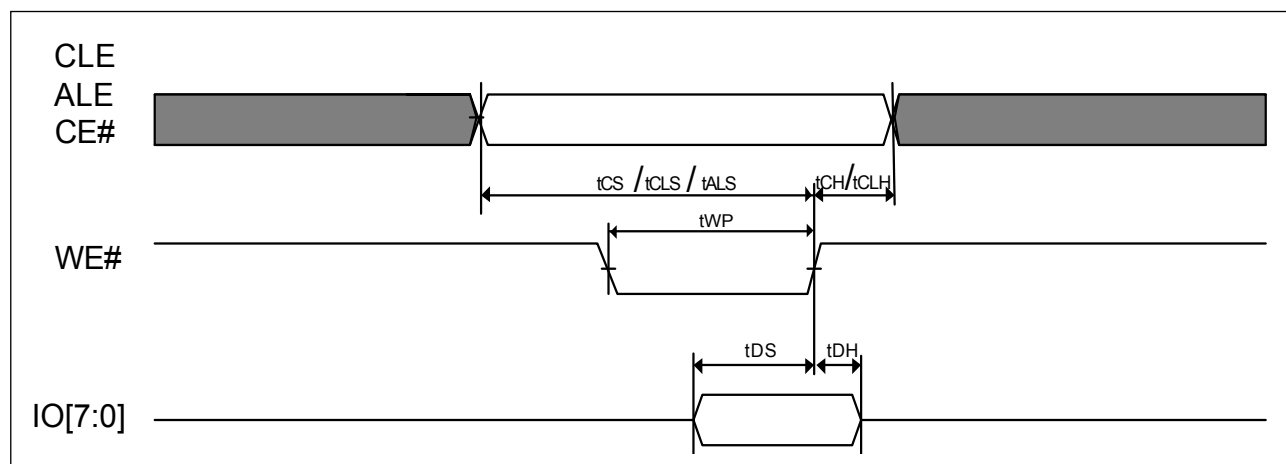 CLE
ALE
CE#
tCS / tCLS / tALS
tCH/tCLH
tWP
WE#
tDS
tDH
IO[7:0]